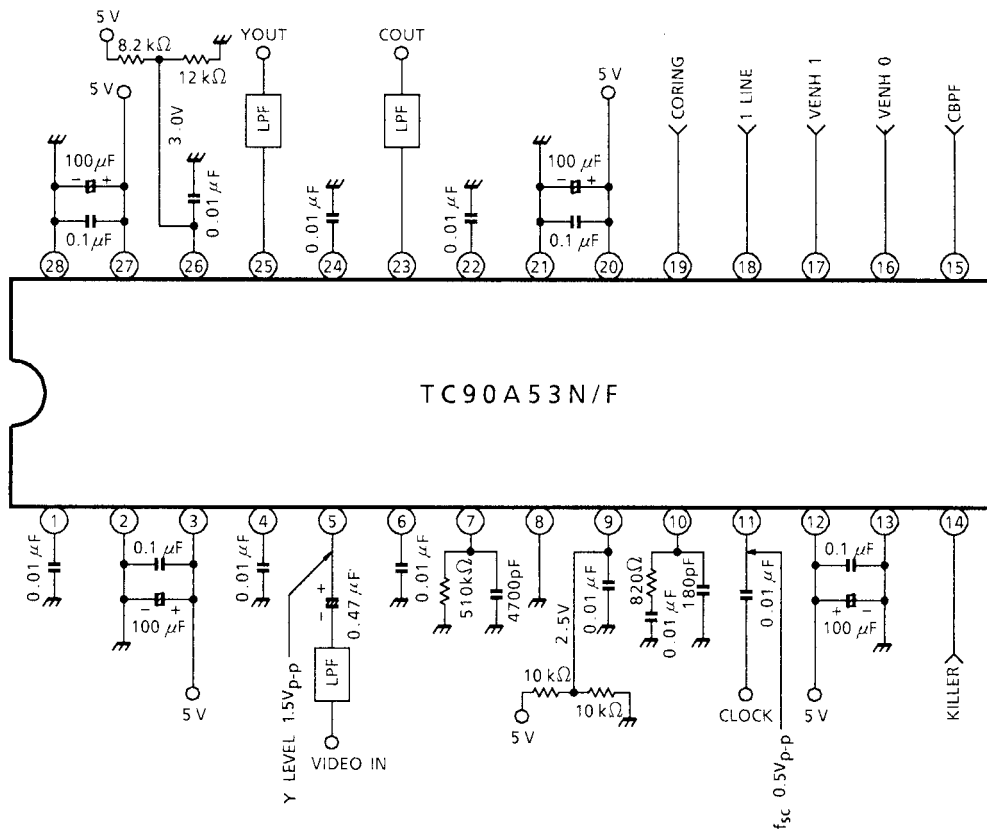 5 V
8.2 kΩ
12 kΩ
YOUT
COUT
5 V
5 V
3.0V
LPF
LPF
CORING
1 LINE
VENH 1
VENH 0
CBPF
100 μF
- +
0.1 μF
0.01 μF
0.01 μF
0.01 μF
100 μF
- +
0.1 μF
28
27
26
25
24
23
22
21
20
19
18
17
16
15
TC90A53N/F
1
2
3
4
5
6
7
8
9
10
11
12
13
14
0.01 μF
0.1 μF
- +
100 μF
5 V
0.01 μF
Y LEVEL 1.5Vp-p
+
-
0.47 μF
LPF
VIDEO IN
0.01 μF
510kΩ
4700pF
2.5V
0.01 μF
10 kΩ
10 kΩ
5 V
820Ω
0.01 μF
180pF
0.01 μF
CLOCK
fsc 0.5Vp-p
0.1 μF
+ -
100 μF
5 V
KILLER